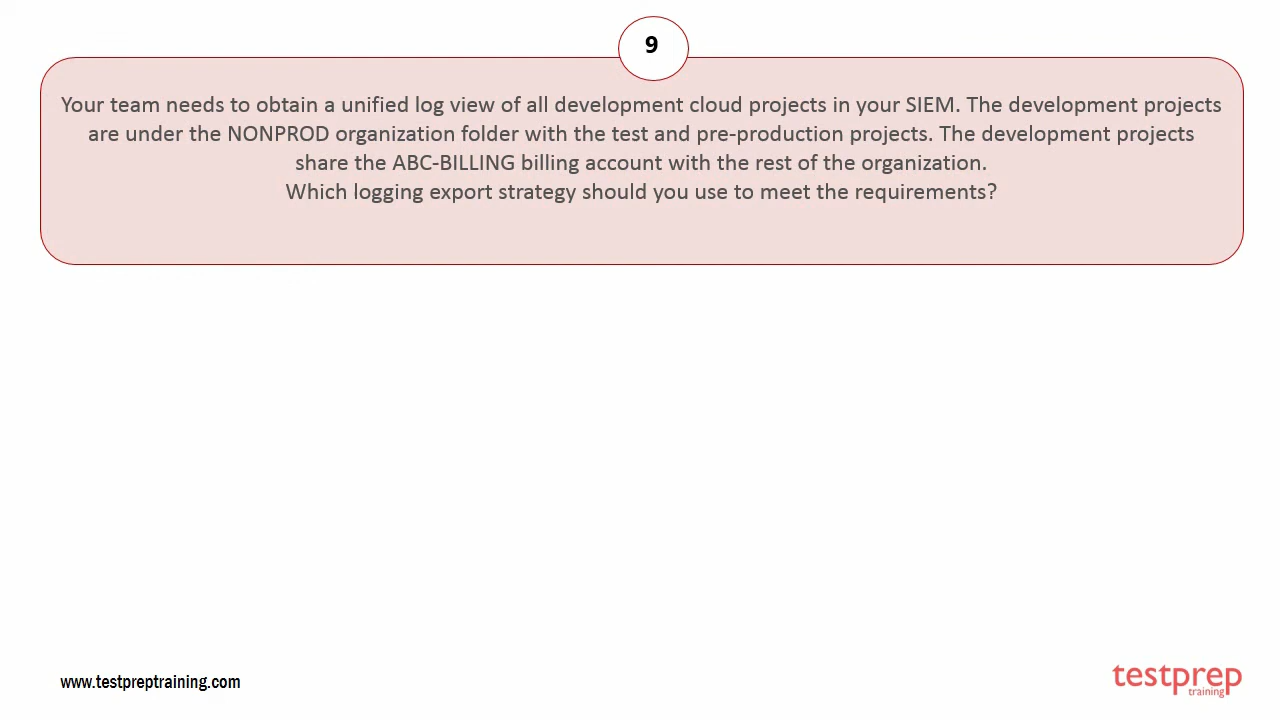 9
Your team needs to obtain a unified log view of all development cloud projects in your SIEM. The development projects
are under the NONPROD organization folder with the test and pre-production projects. The development projects
share the ABC-BILLING billing account with the rest of the organization.
Which logging export strategy should you use to meet the requirements?
www.testpreptraining.com
testprep
training